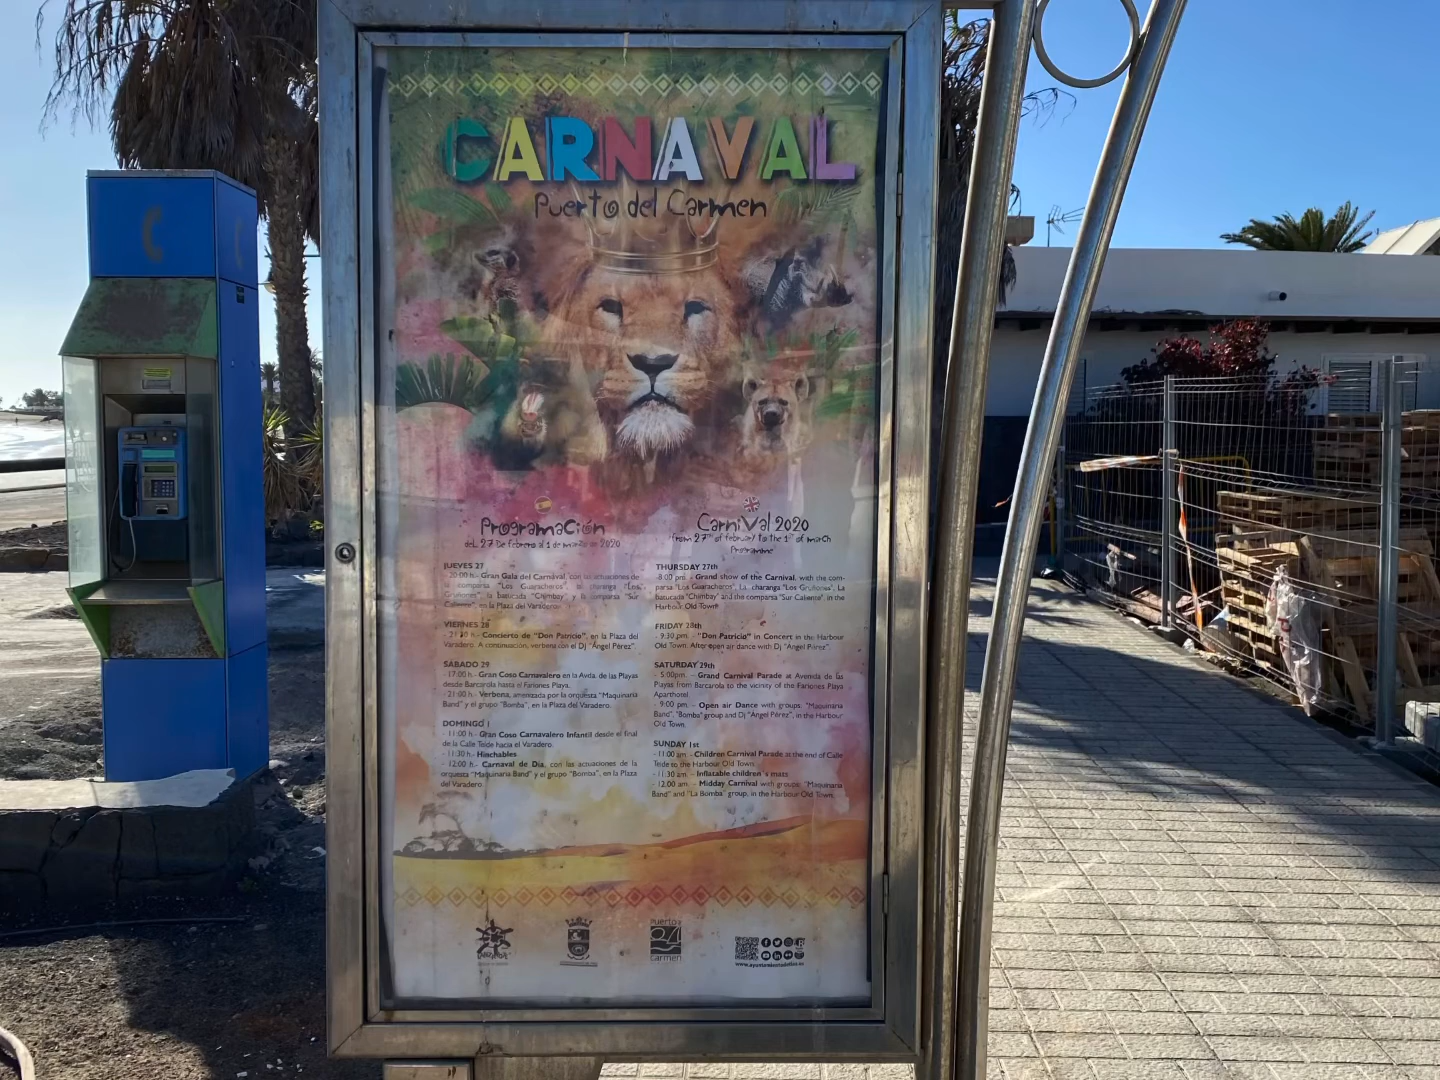 CARNAVAL
Puerto del Carmen
Programación
del 27 De febrero al 1 de marzo de 2020
JUEVES 27
- 20:00 h.- Gran Gala del Carnaval, con las actuaciones de
la comparsa "Los Guaracheros", la charanga "Los
Gruñones", la batucada "Chimbay" y la comparsa "Sur
Caliente", en la Plaza del Varadero.
VIERNES 28
- 21:30 h.- Concierto de "Don Patricio", en la Plaza del
Varadero. A continuación, verbena con el Dj "Ángel Pérez".
SÁBADO 29
- 17:00 h.- Gran Coso Carnavalero en la Avda. de las Playas
desde Barcarola hasta el Fariones Playa.
- 21:00 h.- Verbena, amenizada por la orquesta "Maquinaria
Band" y el grupo "Bomba", en la Plaza del Varadero.
DOMINGO 1
- 11:00 h.- Gran Coso Carnavalero Infantil desde el final
de la Calle Teide hacia el Varadero.
- 11:30 h.- Hinchables
- 12:00 h.- Carnaval de Día, con las actuaciones de la
orquesta "Maquinaria Band" y el grupo "Bomba", en la Plaza
del Varadero
CarniVal 2020
from 27th of february to the 1st of march
Programme
THURSDAY 27th
- 8:00 pm. - Grand show of the Carnival, with the com-
parsa "Los Guaracheros", La charanga "Los Gruñones", La
Batucada "Chimbay" and the comparsa "Sur Caliente", in the
Harbour Old Town
FRIDAY 28th
- 9:30 pm. - "Don Patricio" in Concert in the Harbour
Old Town. After open air dance with Dj "Ángel Pérez".
SATURDAY 29th
- 5:00pm. - Grand Carnival Parade at Avenida de las
Playas from Barcarola to the vicinity of the Fariones Playa
Aparthotel
- 9:00 pm. - Open air Dance with groups: "Maquinaria
Band", "Bomba" group and Dj "Ángel Pérez", in the Harbour
Old Town.
SUNDAY 1st
- 11:00 am. - Children Carnival Parade at the end of Calle
Teide to the Harbour Old Town
- 11:30 am. - Inflatable children's mats
- 12:00 am. - Midday Carnival with groups: "Maquinaria
Band" and "La Bomba" group, in the Harbour Old Town.
Puerto
del
Carmen
www.ayuntamientodetias.es